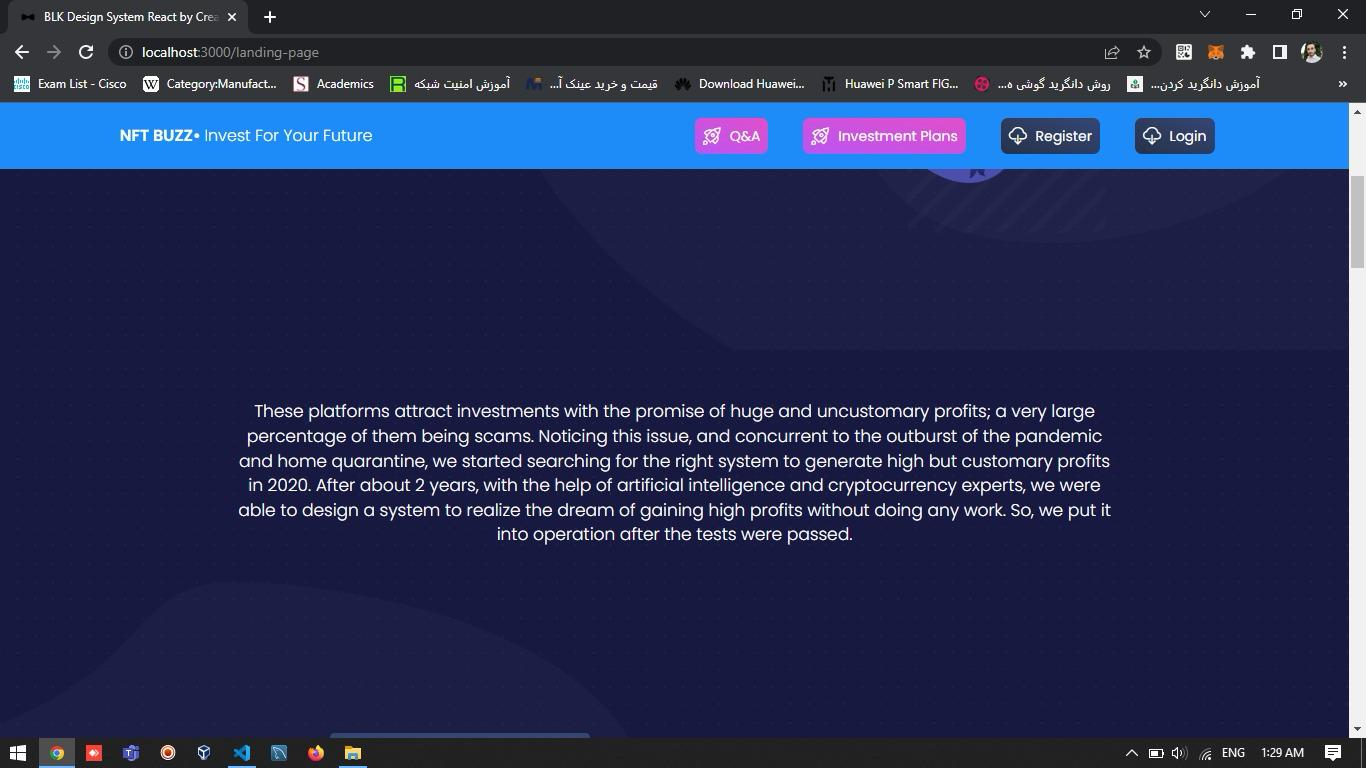 BLK Design System React by Crea
localhost:3000/landing-page
Exam List - Cisco
Category:Manufact...
Academics
آموزش امنیت شبکه
قیمت و خرید عینک آ...
Download Huawei...
Huawei P Smart FIG...
روش دانگرید گوشی ه...
آموزش دانگرید کردن...
»
NFT BUZZ• Invest For Your Future
Q&A
Investment Plans
Register
Login
These platforms attract investments with the promise of huge and uncustomary profits; a very large
percentage of them being scams. Noticing this issue, and concurrent to the outburst of the pandemic
and home quarantine, we started searching for the right system to generate high but customary profits
in 2020. After about 2 years, with the help of artificial intelligence and cryptocurrency experts, we were
able to design a system to realize the dream of gaining high profits without doing any work. So, we put it
into operation after the tests were passed.
ENG
1:29 AM